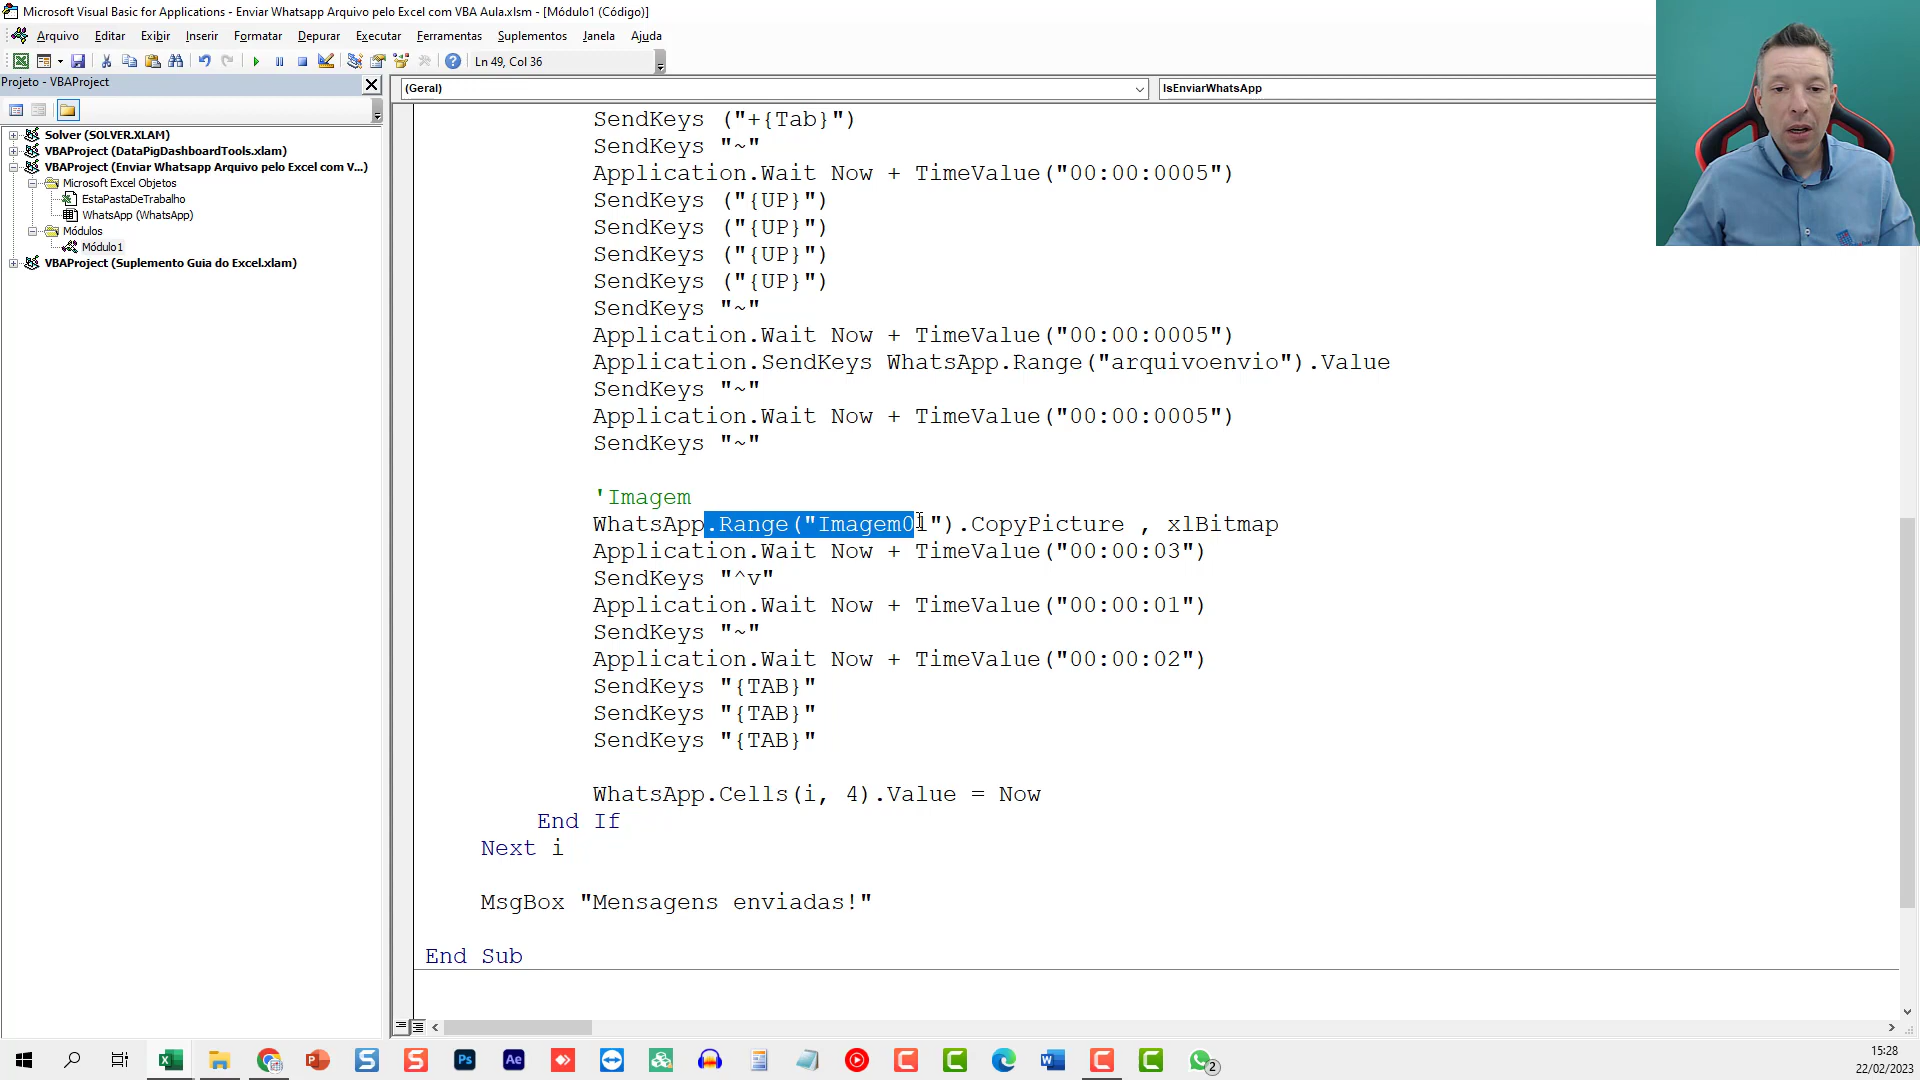 Microsoft Visual Basic for Applications - Enviar Whatsapp Arquivo pelo Excel com VBA Aula.xlsm - [Módulo1 (Código)]
Arquivo Editar Exibir Inserir Formatar Depurar Executar Ferramentas Suplementos Janela Ajuda
Ln 49, Col 36
Projeto - VBAProject
(Geral)
lsEnviarWhatsApp
Solver (SOLVER.XLAM)
VBAProject (DataPigDashboardTools.xlam)
VBAProject (Enviar Whatsapp Arquivo pelo Excel com V...)
Microsoft Excel Objetos
EstaPastaDeTrabalho
WhatsApp (WhatsApp)
Módulos
Módulo1
VBAProject (Suplemento Guia do Excel.xlam)
SendKeys ("+{Tab}")
SendKeys "~"
Application.Wait Now + TimeValue("00:00:0005")
SendKeys ("{UP}")
SendKeys ("{UP}")
SendKeys ("{UP}")
SendKeys ("{UP}")
SendKeys "~"
Application.Wait Now + TimeValue("00:00:0005")
Application.SendKeys WhatsApp.Range("arquivoenvio").Value
SendKeys "~"
Application.Wait Now + TimeValue("00:00:0005")
SendKeys "~"
'Imagem
WhatsApp.Range("Imagem01").CopyPicture , xlBitmap
Application.Wait Now + TimeValue("00:00:03")
SendKeys "^v"
Application.Wait Now + TimeValue("00:00:01")
SendKeys "~"
Application.Wait Now + TimeValue("00:00:02")
SendKeys "{TAB}"
SendKeys "{TAB}"
SendKeys "{TAB}"
WhatsApp.Cells(i, 4).Value = Now
End If
Next i
MsgBox "Mensagens enviadas!"
End Sub
Ps
Ae
2
15:28
22/02/2023